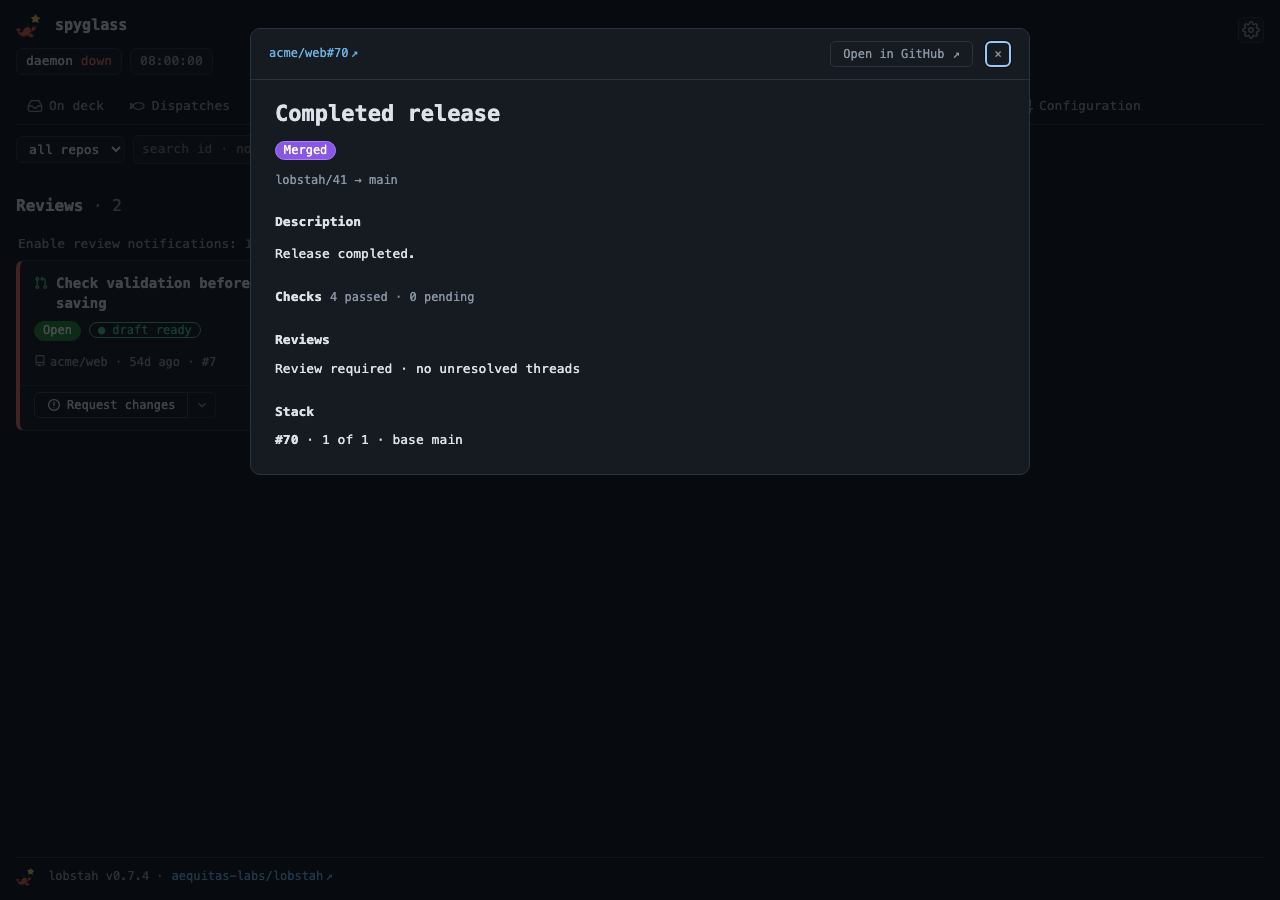 spyglass
daemon down 08:00:00
On deck Dispatches Configuration
all repos search id · no
Reviews · 2
Enable review notifications:
Check validation before
saving
Open draft ready
acme/web · 54d ago · #7
Request changes
acme/web#70↗ Open in GitHub ↗ ×
Completed release
Merged
lobstah/41 → main
Description
Release completed.
Checks 4 passed · 0 pending
Reviews
Review required · no unresolved threads
Stack
#70 · 1 of 1 · base main
lobstah v0.7.4 · aequitas-labs/lobstah↗